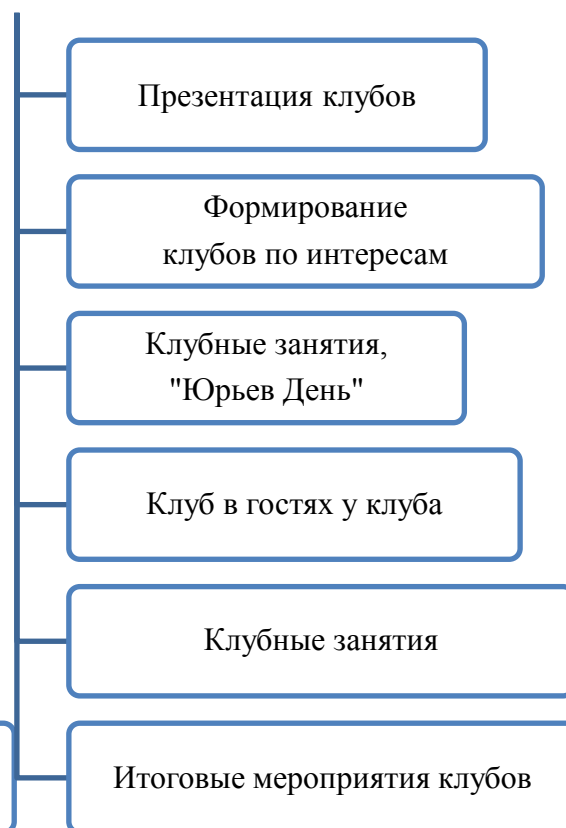 Презентация клубов
Формирование
клубов по интересам
Клубные занятия,
"Юрьев День"
Клуб в гостях у клуба
Клубные занятия
Итоговые мероприятия клубов